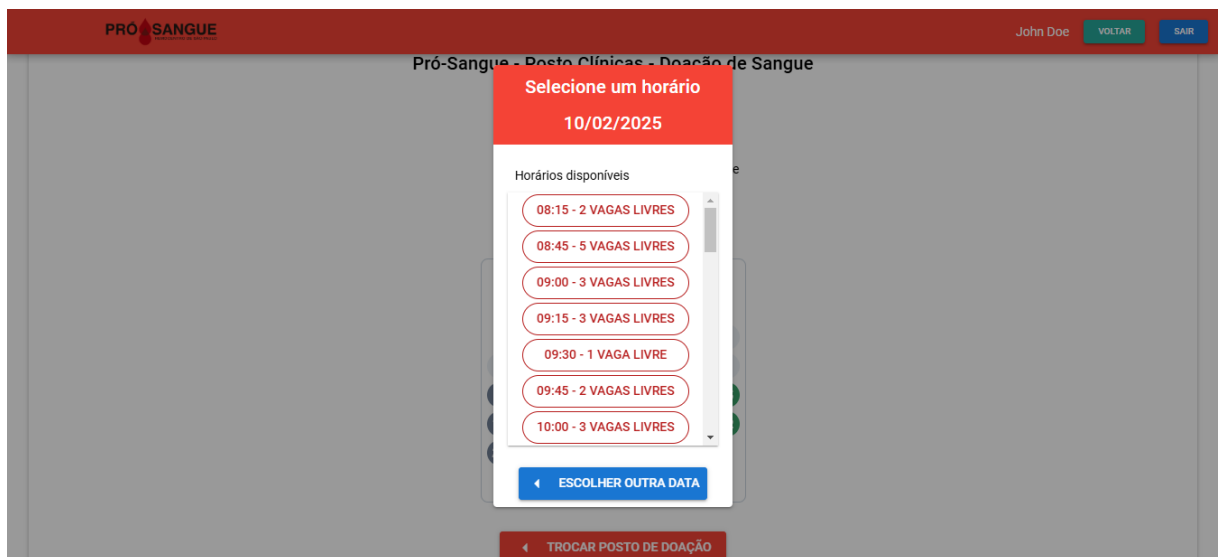 PRÓ SANGUE
John Doe
VOLTAR
SAIR
Pró-Sangue - Posto Clínicas - Doação de Sangue
Selecione um horário
10/02/2025
e
Horários disponíveis
08:15 - 2 VAGAS LIVRES
08:45 - 5 VAGAS LIVRES
09:00 - 3 VAGAS LIVRES
09:15 - 3 VAGAS LIVRES
09:30 - 1 VAGA LIVRE
09:45 - 2 VAGAS LIVRES
10:00 - 3 VAGAS LIVRES
ESCOLHER OUTRA DATA
TROCAR POSTO DE DOAÇÃO